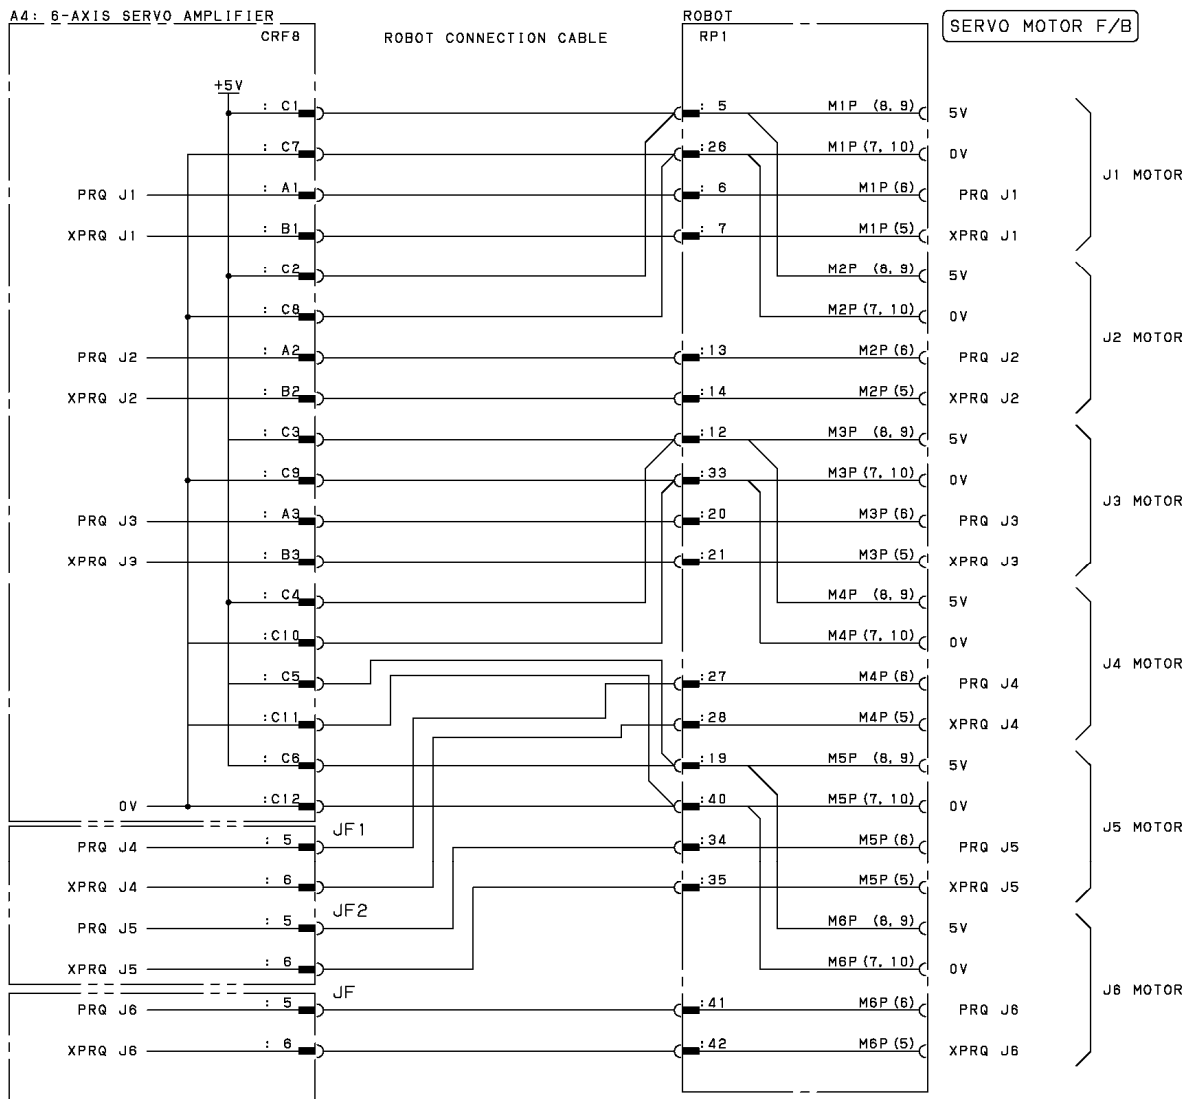 A4: 6-AXIS SERVO AMPLIFIER ROBOT
CRF8 ROBOT CONNECTION CABLE RP1 SERVO MOTOR F/B
+5V
: C1 : 5 M1P (8, 9) 5V
: C7 :26 M1P (7, 10) 0V
J1 MOTOR
PRQ J1 : A1 : 6 M1P (6) PRQ J1
XPRQ J1 : B1 : 7 M1P (5) XPRQ J1
: C2 M2P (8, 9) 5V
: C8 M2P (7, 10) 0V
J2 MOTOR
PRQ J2 : A2 :13 M2P (6) PRQ J2
XPRQ J2 : B2 :14 M2P (5) XPRQ J2
: C3 :12 M3P (8, 9) 5V
: C9 :33 M3P (7, 10) 0V
J3 MOTOR
PRQ J3 : A3 :20 M3P (6) PRQ J3
XPRQ J3 : B3 :21 M3P (5) XPRQ J3
: C4 M4P (8, 9) 5V
:C10 M4P (7, 10) 0V
J4 MOTOR
: C5 :27 M4P (6) PRQ J4
:C11 :28 M4P (5) XPRQ J4
: C6 :19 M5P (8, 9) 5V
0V :C12 :40 M5P (7, 10) 0V
JF1 J5 MOTOR
PRQ J4 : 5 :34 M5P (6) PRQ J5
XPRQ J4 : 6 :35 M5P (5) XPRQ J5
JF2
PRQ J5 : 5 M6P (8, 9) 5V
XPRQ J5 : 6 M6P (7, 10) 0V
JF J6 MOTOR
PRQ J6 : 5 :41 M6P (6) PRQ J6
XPRQ J6 : 6 :42 M6P (5) XPRQ J6